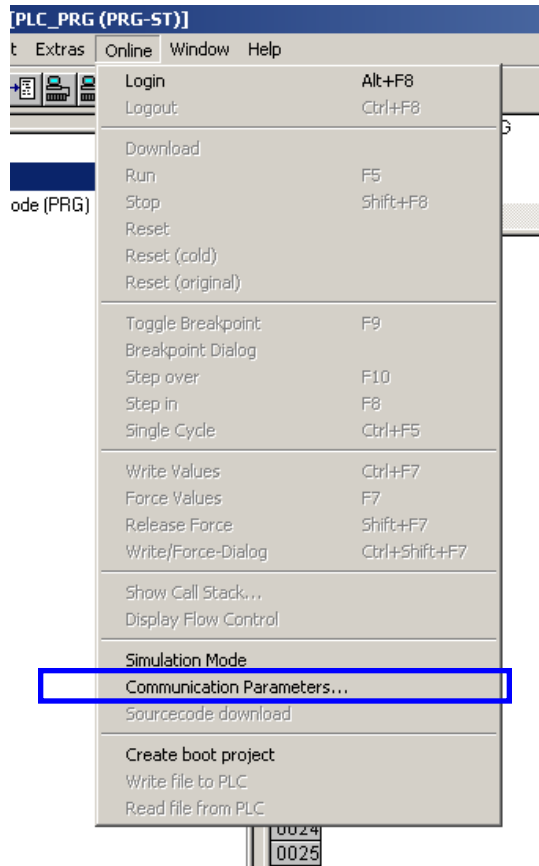 [PLC_PRG (PRG-ST)]
t Extras Online Window Help
Login Alt+F8
Logout Ctrl+F8
G
Download
Run F5
ode (PRG)
Stop Shift+F8
Reset
Reset (cold)
Reset (original)
Toggle Breakpoint F9
Breakpoint Dialog
Step over F10
Step in F8
Single Cycle Ctrl+F5
Write Values Ctrl+F7
Force Values F7
Release Force Shift+F7
Write/Force-Dialog Ctrl+Shift+F7
Show Call Stack...
Display Flow Control
Simulation Mode
Communication Parameters...
Sourcecode download
Create boot project
Write file to PLC
Read file from PLC
0024
0025